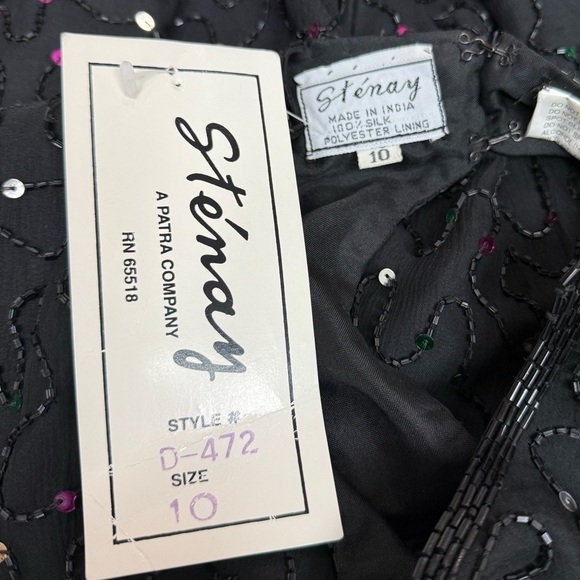 Sténay
A PATRA COMPANY
RN 65518
STYLE #
D-472
SIZE
10
Sténay
MADE IN INDIA
100% SILK
POLYESTER LINING
10